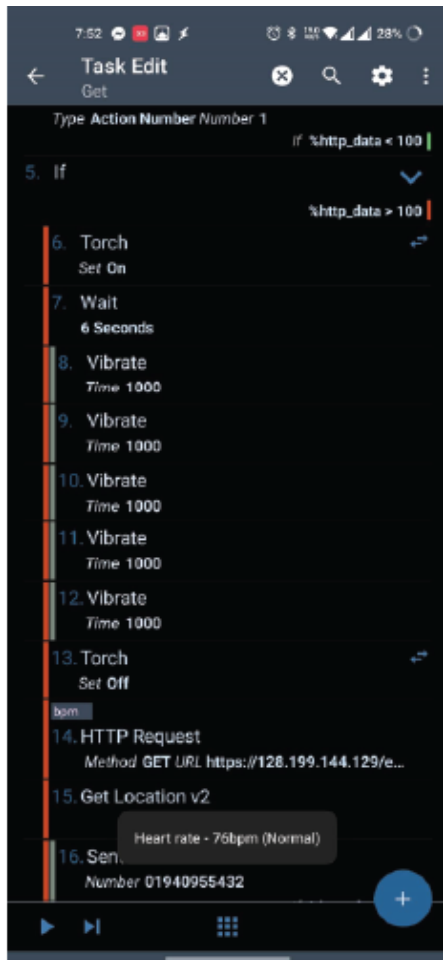 7:52 28%
Task Edit
Get
Type Action Number Number 1
If %http_data < 100
5. If
%http_data > 100
6. Torch
Set On
7. Wait
6 Seconds
8. Vibrate
Time 1000
9. Vibrate
Time 1000
10. Vibrate
Time 1000
11. Vibrate
Time 1000
12. Vibrate
Time 1000
13. Torch
Set Off
bpm
14. HTTP Request
Method GET URL https://128.199.144.129/e...
15. Get Location v2
Heart rate - 76bpm (Normal)
16. Sen
Number 01940955432